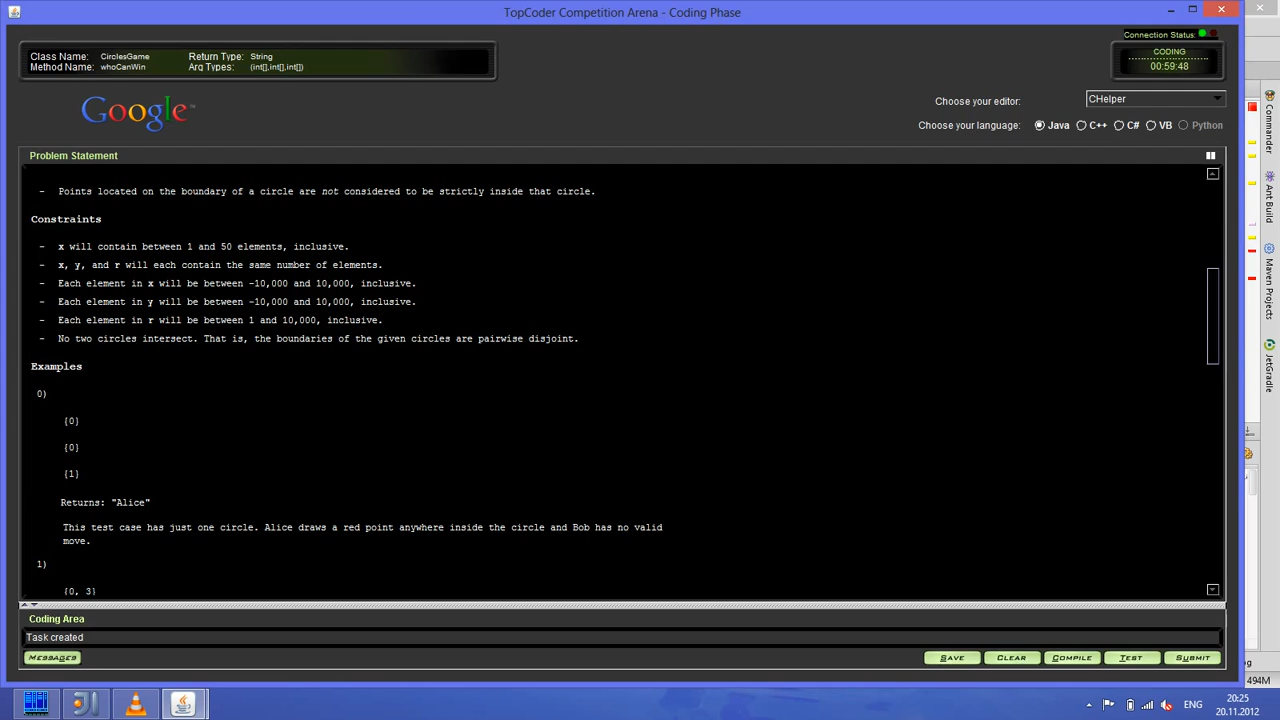 TopCoder Competition Arena - Coding Phase
Connection Status:
Class Name: CirclesGame Return Type: String
Method Name: whoCanWin Arg Types: (int[],int[],int[])
CODING
00:59:48
Google™
Choose your editor: CHelper
Choose your language: Java C++ C# VB Python
Problem Statement
- Points located on the boundary of a circle are not considered to be strictly inside that circle.
Constraints
- x will contain between 1 and 50 elements, inclusive.
- x, y, and r will each contain the same number of elements.
- Each element in x will be between -10,000 and 10,000, inclusive.
- Each element in y will be between -10,000 and 10,000, inclusive.
- Each element in r will be between 1 and 10,000, inclusive.
- No two circles intersect. That is, the boundaries of the given circles are pairwise disjoint.
Examples
0)
{0}
{0}
{1}
Returns: "Alice"
This test case has just one circle. Alice draws a red point anywhere inside the circle and Bob has no valid
move.
1)
{0, 3}
Coding Area
Task created
MESSAGES SAVE CLEAR COMPILE TEST SUBMIT
Commander
Ant Build
Maven Projects
JetGradle
494M
ENG
20:25
20.11.2012